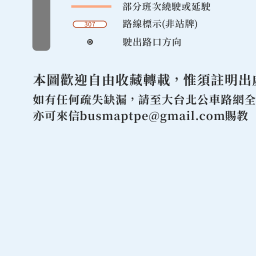 部分班次繞駛或延駛
307
路線標示(非站牌)
駛出路口方向
本圖歡迎自由收藏轉載，惟須註明出處
如有任何疏失缺漏，請至大台北公車路網全
亦可來信busmaptpe@gmail.com賜教